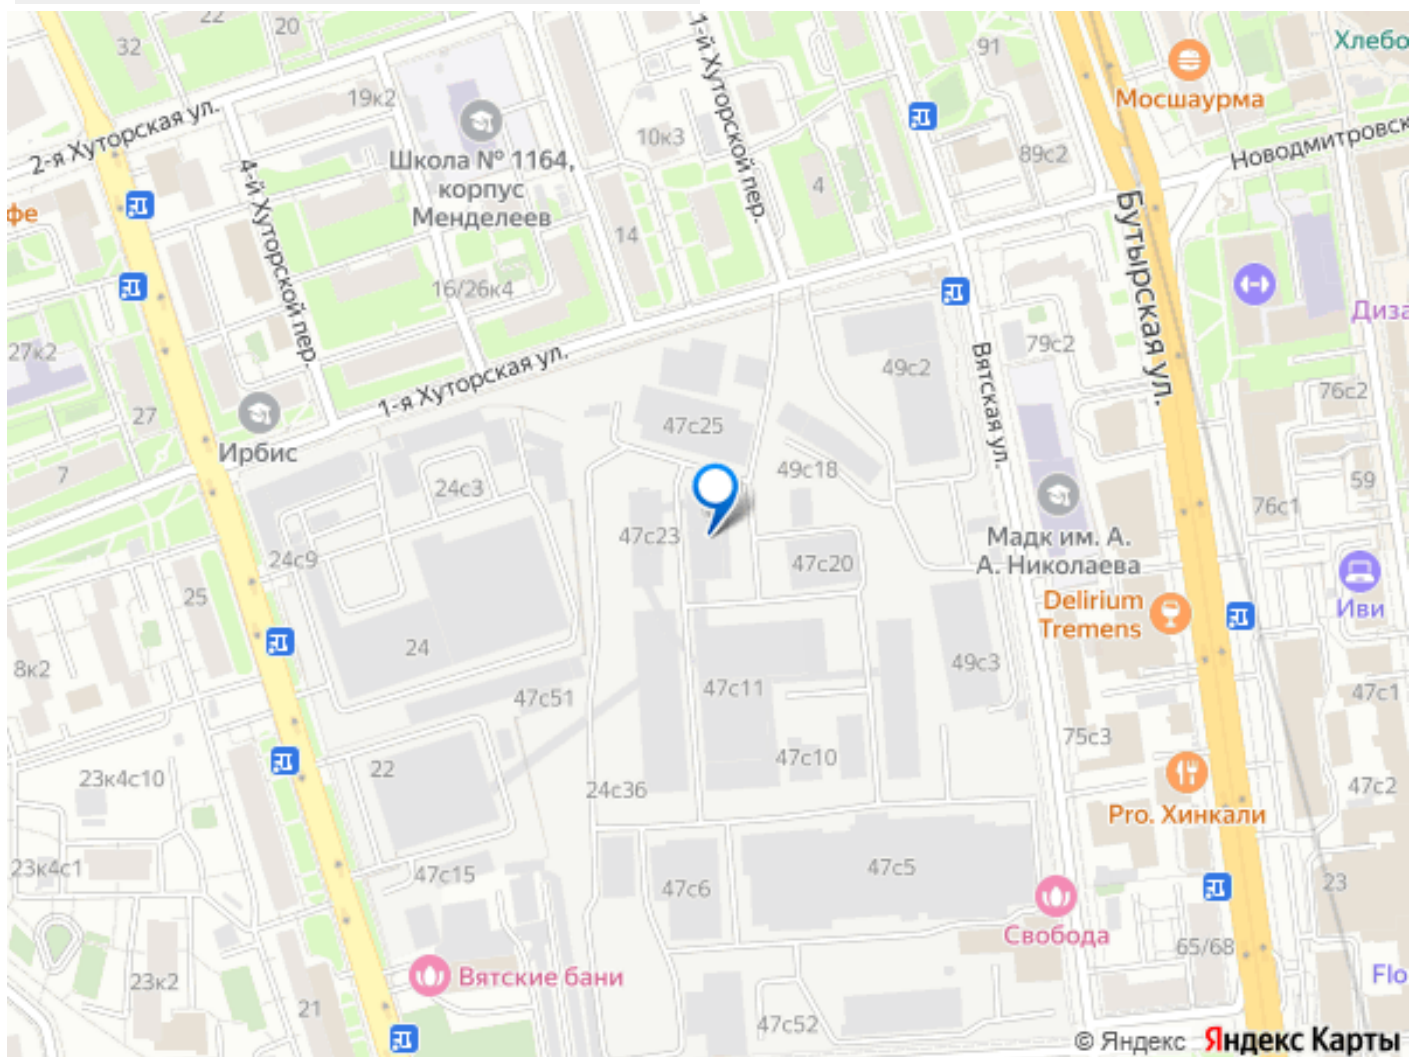 22
20
32
91
Хлебо
Мосшаурма
19к2
2-я Хуторская ул.
1-й Хуторской пер.
10к3
89с2
Новодмитровск
Школа № 1164,
корпус
Менделеев
4-й Хуторской пер.
4
фе
14
Бутырская ул.
16/26к4
Диза
27к2
1-я Хуторская ул.
49с2
Вятская ул.
79с2
76с2
27
47с25
Ирбис
7
24с3
49с18
59
76с1
47с23
Мадк им. А.
А. Николаева
24с9
47с20
25
Delirium
Tremens
Иви
24
8к2
49с3
47с51
47с11
47с1
75с3
47с10
22
23к4с10
24с36
47с2
Pro. Хинкали
23к4с1
47с15
47с6
47с5
23
Свобода
65/68
Вятские бани
23к2
Flo
21
47с52
© Яндекс Яндекс Карты